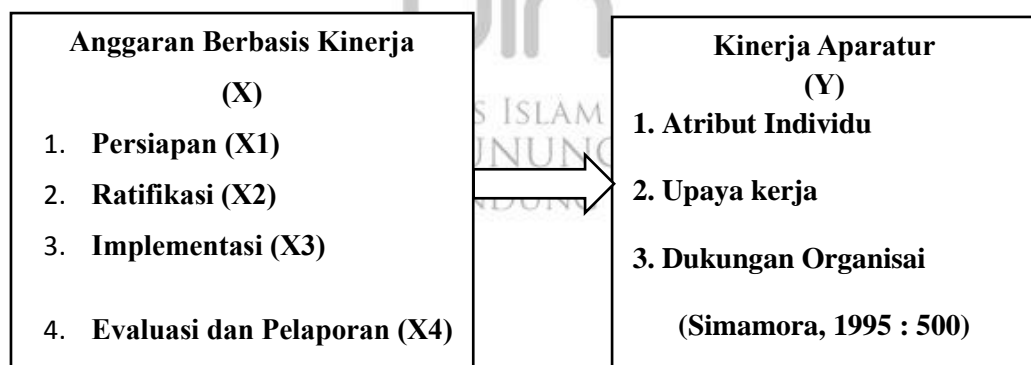 Anggaran Berbasis Kinerja
(X)
1. Persiapan (X1)
2. Ratifikasi (X2)
3. Implementasi (X3)
4. Evaluasi dan Pelaporan (X4)
Kinerja Aparatur
(Y)
1. Atribut Individu
2. Upaya kerja
3. Dukungan Organisai
(Simamora, 1995 : 500)
S ISLAM